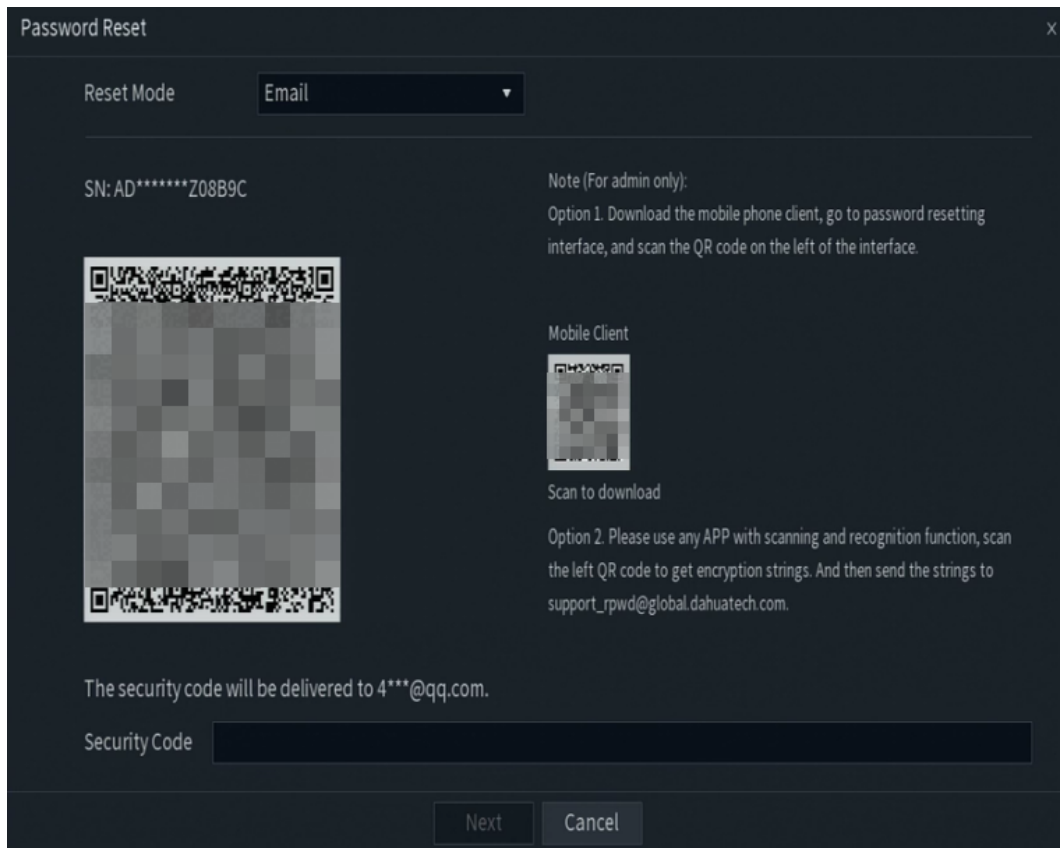 Password Reset
x
Reset Mode
Email
SN: AD*******Z08B9C
Note (For admin only):
Option 1. Download the mobile phone client, go to password resetting
interface, and scan the QR code on the left of the interface.
Mobile Client
Scan to download
Option 2. Please use any APP with scanning and recognition function, scan
the left QR code to get encryption strings. And then send the strings to
support_rpwd@global.dahuatech.com.
The security code will be delivered to 4***@qq.com.
Security Code
Next
Cancel